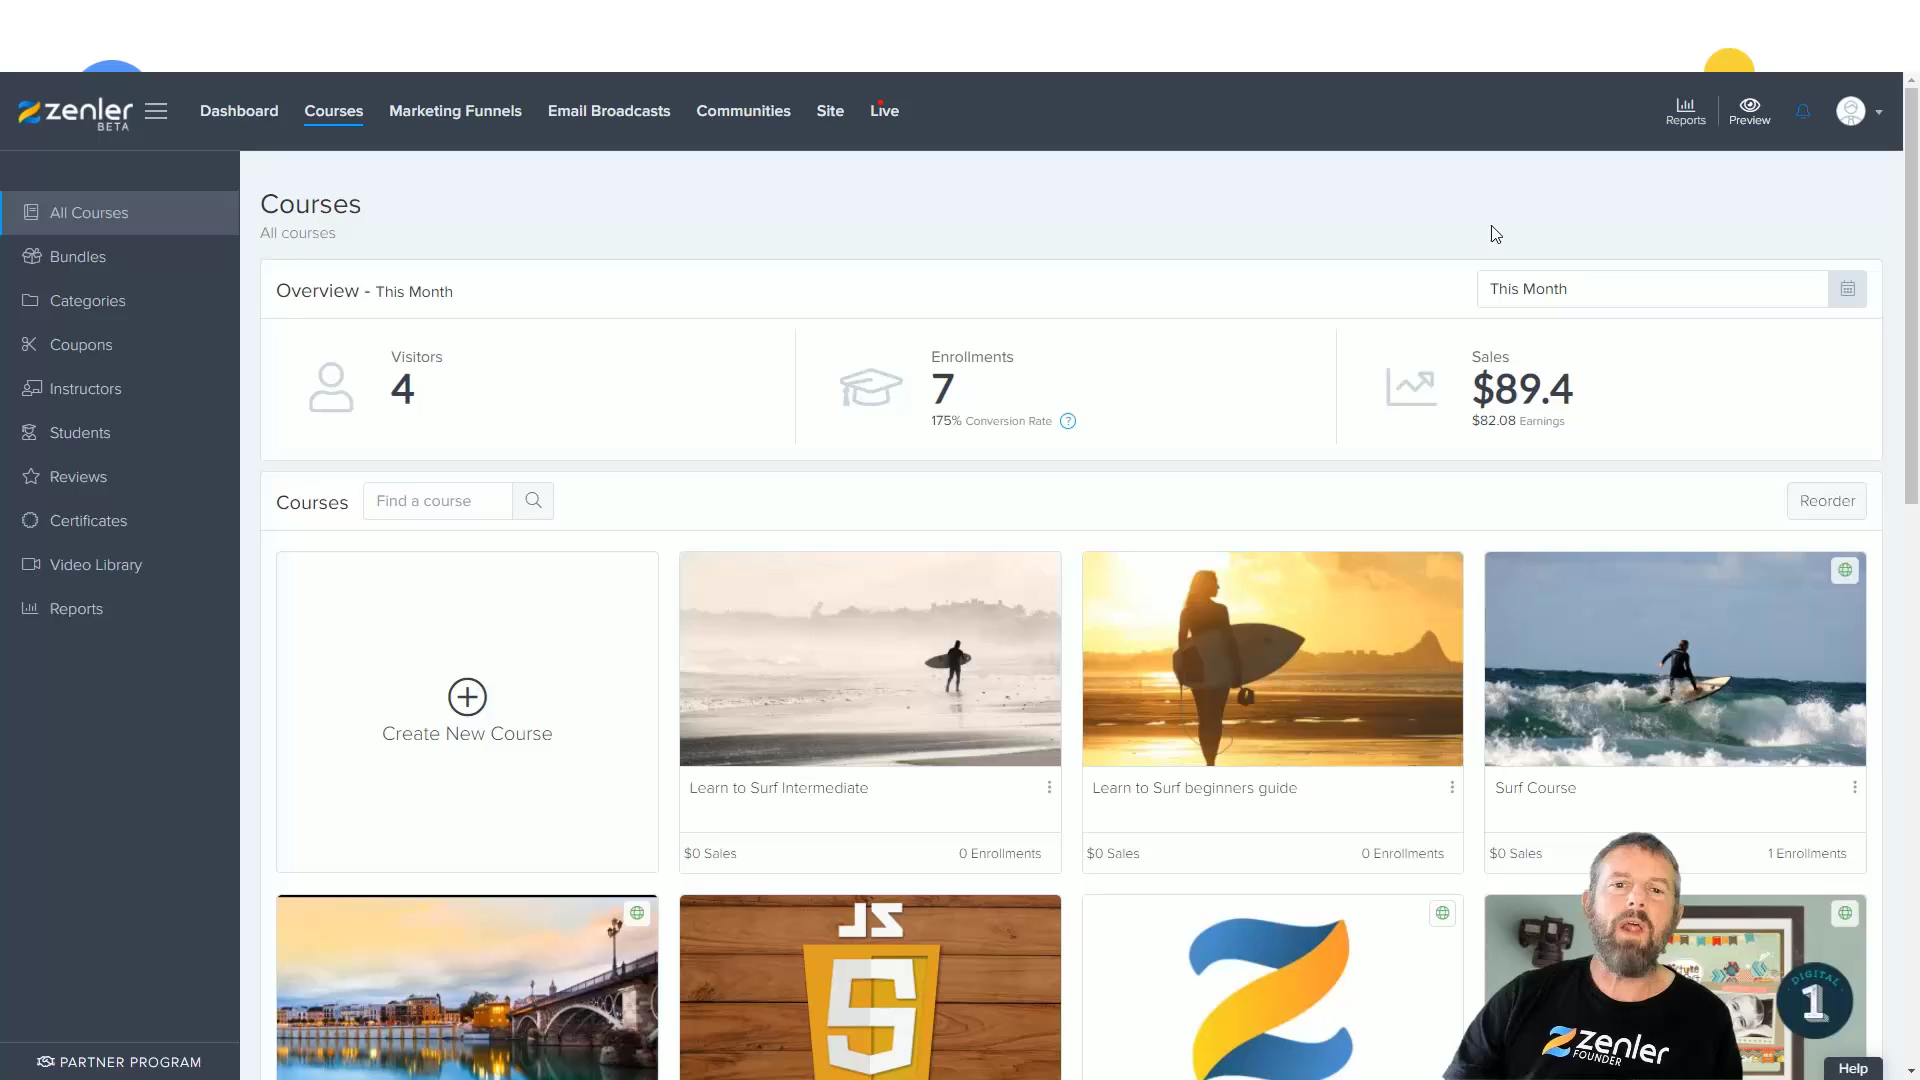 zenler
BETA
Dashboard
Courses
Marketing Funnels
Email Broadcasts
Communities
Site
Live
Reports
Preview
All Courses
Bundles
Categories
Coupons
Instructors
Students
Reviews
Certificates
Video Library
Reports
PARTNER PROGRAM
Courses
All courses
Overview - This Month
This Month
Visitors
4
Enrollments
7
175% Conversion Rate ?
Sales
$89.4
$82.08 Earnings
Courses
Find a course
Reorder
Create New Course
Learn to Surf Intermediate
$0 Sales
0 Enrollments
Learn to Surf beginners guide
$0 Sales
0 Enrollments
Surf Course
$0 Sales
1 Enrollments
JS
5
zenler
FOUNDER
DIGITAL
1
Help